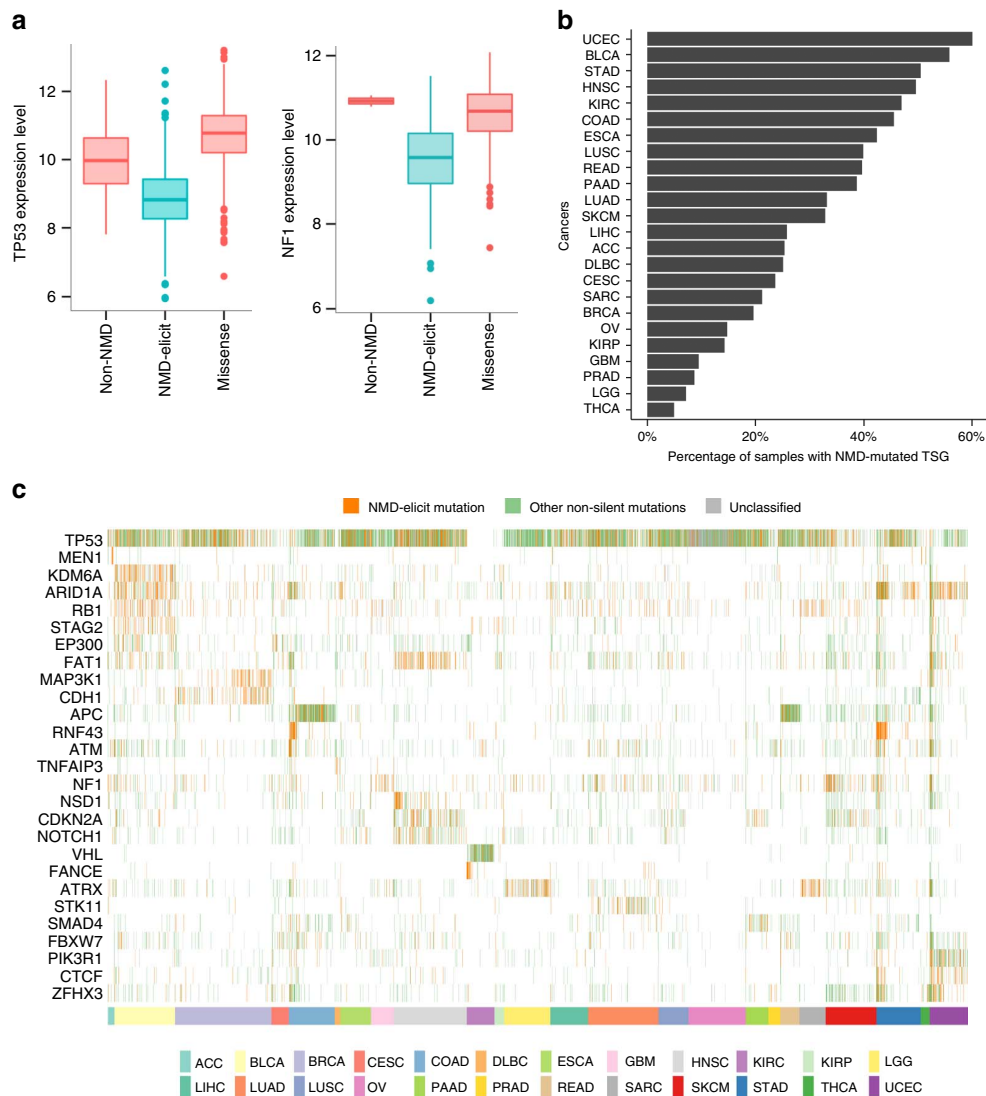 a
TP53 expression level
12
10
8
6
Non-NMD
NMD-elicit
Missense
NF1 expression level
12
10
8
6
Non-NMD
NMD-elicit
Missense
b
Cancers
UCEC
BLCA
STAD
HNSC
KIRC
COAD
ESCA
LUSC
READ
PAAD
LUAD
SKCM
LIHC
ACC
DLBC
CESC
SARC
BRCA
OV
KIRP
GBM
PRAD
LGG
THCA
0% 20% 40% 60%
Percentage of samples with NMD-mutated TSG
c
NMD-elicit mutation Other non-silent mutations Unclassified
TP53
MEN1
KDM6A
ARID1A
RB1
STAG2
EP300
FAT1
MAP3K1
CDH1
APC
RNF43
ATM
TNFAIP3
NF1
NSD1
CDKN2A
NOTCH1
VHL
FANCE
ATRX
STK11
SMAD4
FBXW7
PIK3R1
CTCF
ZFHX3
ACC BLCA BRCA CESC COAD DLBC ESCA GBM HNSC KIRC KIRP LGG
LIHC LUAD LUSC OV PAAD PRAD READ SARC SKCM STAD THCA UCEC